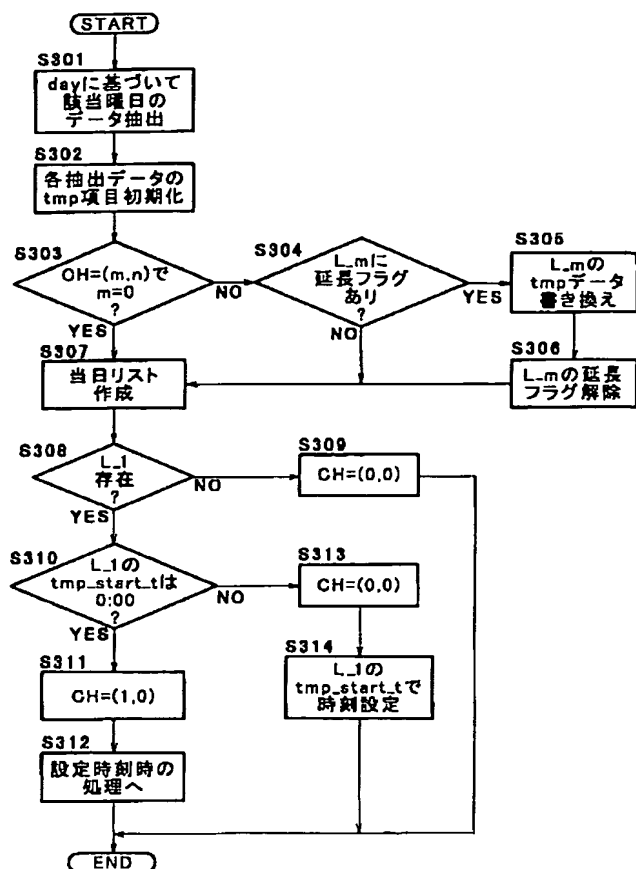 START
S301
dayに基づいて
該当曜日の
データ抽出
S302
各抽出データの
tmp項目初期化
S303
OH=(m,n)で
m=0
?
YES
NO
S304
L_mに
延長フラグ
あり
?
YES
NO
S305
L_mの
tmpデータ
書き換え
S306
L_mの延長
フラグ解除
S307
当日リスト
作成
S308
L_1
存在
?
YES
NO
S309
CH=(0,0)
S310
L_1の
tmp_start_tは
0:00
?
YES
NO
S311
CH=(1,0)
S312
設定時刻時の
処理へ
S313
CH=(0,0)
S314
L_1の
tmp_start_tで
時刻設定
END